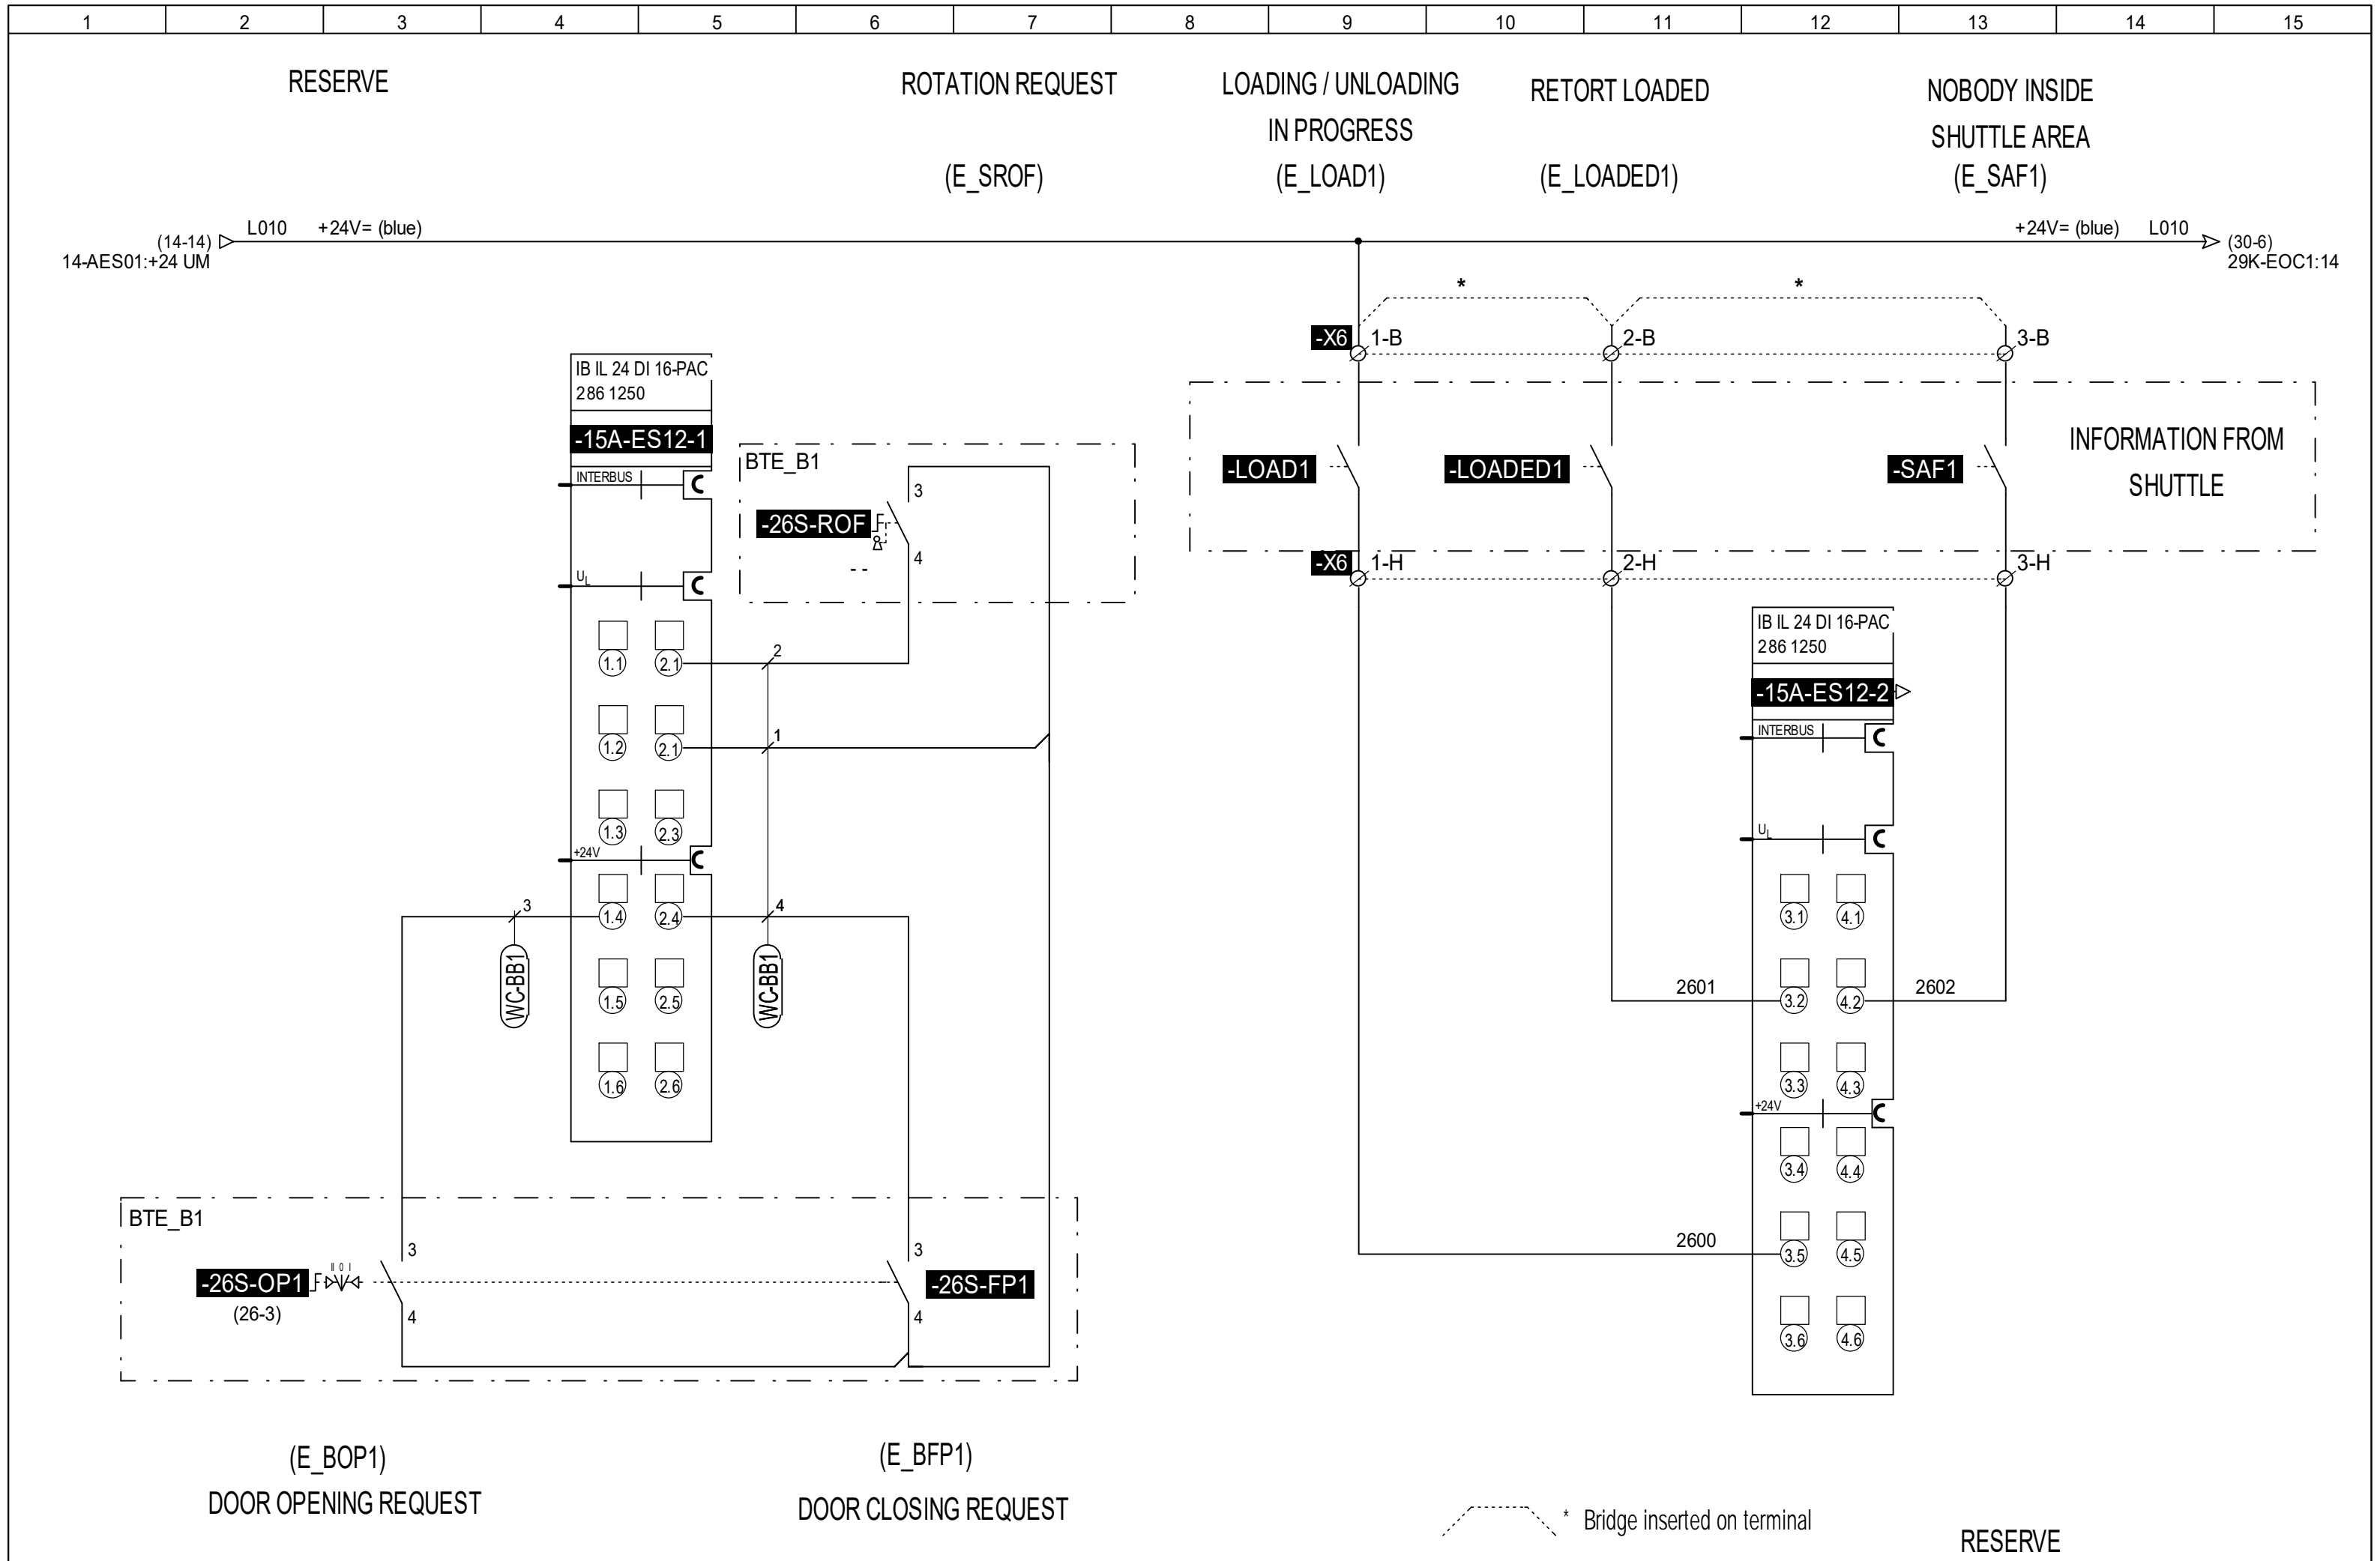 1 2 3 4 5 6 7 8 9 10 11 12 13 14 15
RESERVE
ROTATION REQUEST
(E_SROF)
LOADING / UNLOADING
IN PROGRESS
(E_LOAD1)
RETORT LOADED
(E_LOADED1)
NOBODY INSIDE
SHUTTLE AREA
(E_SAF1)
(14-14)
14-AES01:+24 UM
L010 +24V= (blue)
+24V= (blue) L010
(30-6)
29K-EOC1:14
* *
-X6 1-B 2-B 3-B
IB IL 24 DI 16-PAC
286 1250
-15A-ES12-1
INTERBUS
UL
1.1 2.1
1.2 2.1
1.3 2.3
+24V
1.4 2.4
1.5 2.5
1.6 2.6
BTE_B1
-26S-ROF
3
4
--
2
1
3
4
WC-BB1
WC-BB1
-LOAD1
-LOADED1
-SAF1
INFORMATION FROM
SHUTTLE
-X6 1-H 2-H 3-H
IB IL 24 DI 16-PAC
286 1250
-15A-ES12-2
INTERBUS
UL
3.1 4.1
2601 3.2 4.2 2602
3.3 4.3
+24V
3.4 4.4
2600 3.5 4.5
3.6 4.6
BTE_B1
-26S-OP1
(26-3)
II 0 I
3
4
3
4
-26S-FP1
(E_BOP1)
DOOR OPENING REQUEST
(E_BFP1)
DOOR CLOSING REQUEST
* Bridge inserted on terminal
RESERVE